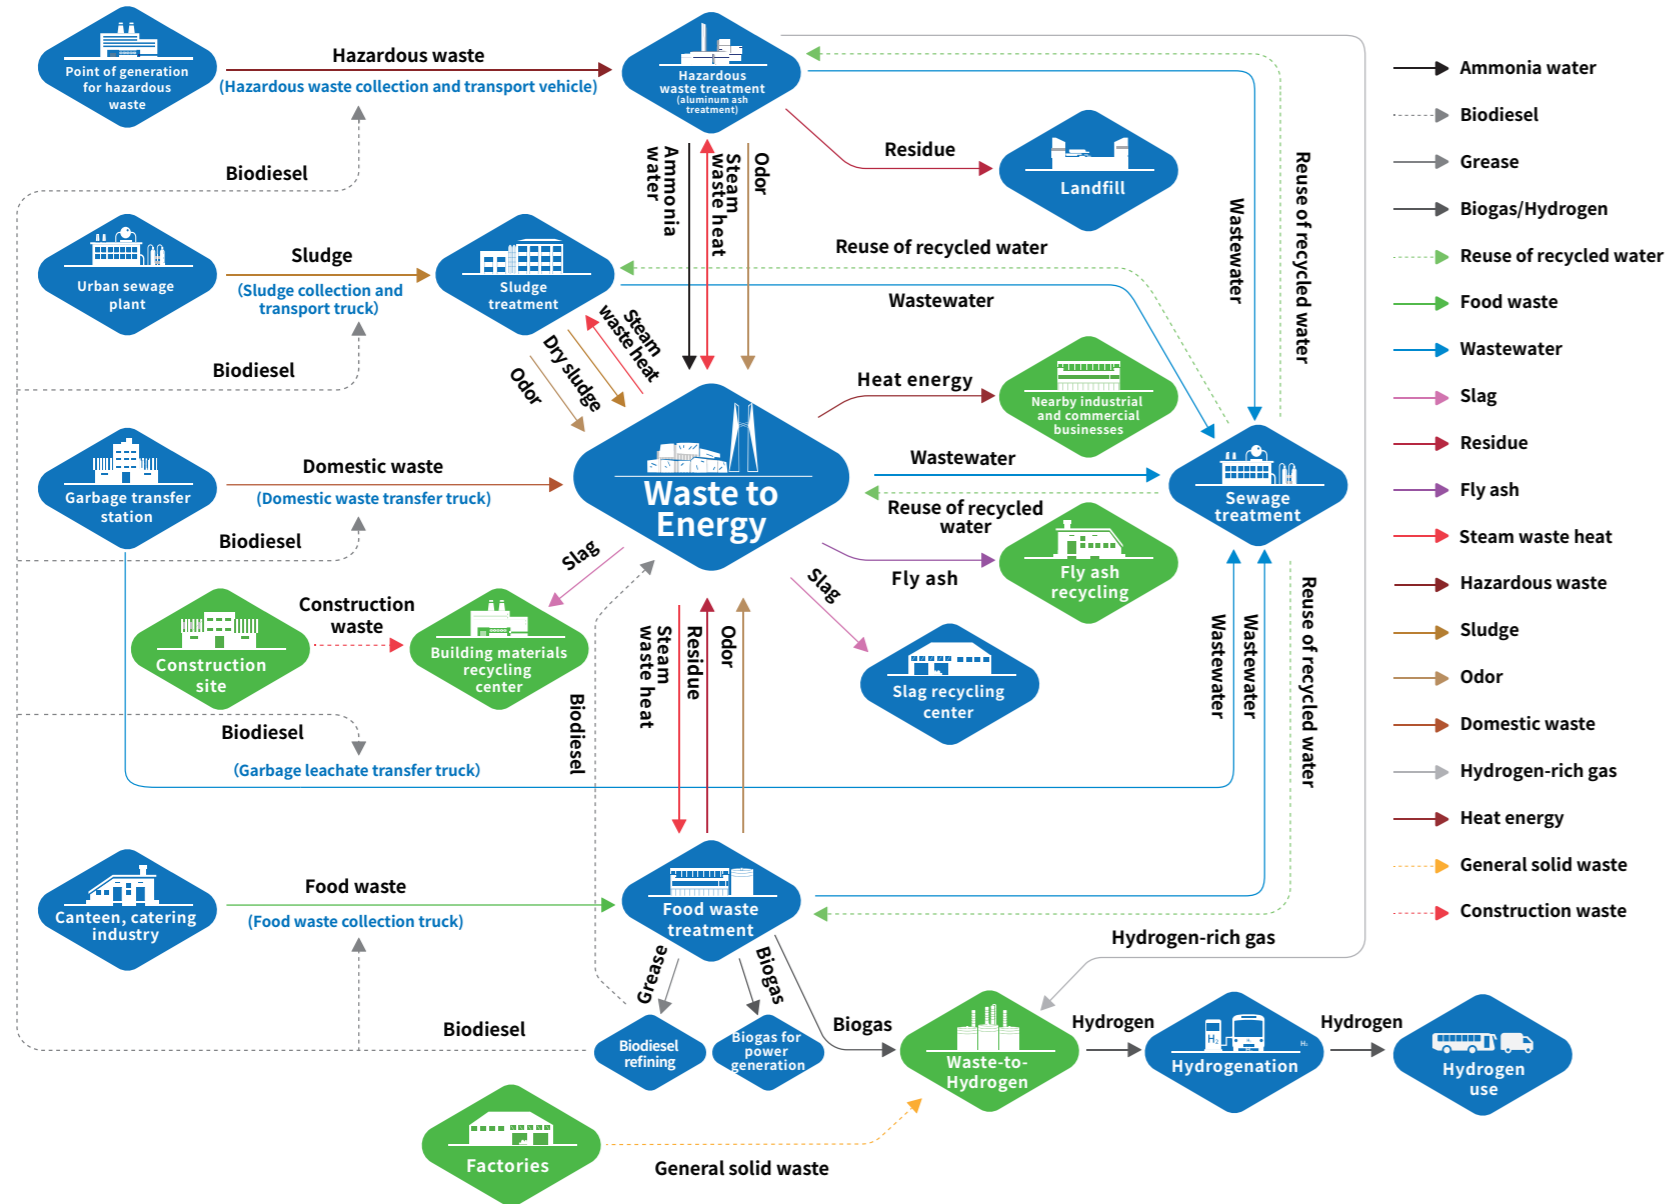 Point of generation
for hazardous
waste
Hazardous waste
(Hazardous waste collection and transport vehicle)
Hazardous
waste treatment
(aluminum ash
treatment)
Biodiesel
Ammonia
water
Steam
waste heat
Odor
Residue
Landfill
Wastewater
Reuse of recycled water
Urban sewage
plant
Sludge
(Sludge collection and
transport truck)
Sludge
treatment
Reuse of recycled water
Wastewater
Biodiesel
Odor
Dry sludge
Steam
waste heat
Heat energy
Nearby industrial
and commercial
businesses
Garbage transfer
station
Domestic waste
(Domestic waste transfer truck)
Waste to
Energy
Wastewater
Reuse of recycled
water
Sewage
treatment
Biodiesel
Slag
Fly ash
Fly ash
recycling
Slag
Construction
site
Construction
waste
Building materials
recycling
center
Slag recycling
center
Steam
waste heat
Residue
Odor
Biodiesel
Wastewater
Wastewater
Reuse of recycled water
Biodiesel
(Garbage leachate transfer truck)
Canteen, catering
industry
Food waste
(Food waste collection truck)
Food waste
treatment
Hydrogen-rich gas
Grease
Biogas
Biogas
Biodiesel
Biodiesel
refining
Biogas for
power
generation
Waste-to-
Hydrogen
Hydrogen
H₂
H₂
Hydrogenation
Hydrogen
Hydrogen
use
Factories
General solid waste
Ammonia water
Biodiesel
Grease
Biogas/Hydrogen
Reuse of recycled water
Food waste
Wastewater
Slag
Residue
Fly ash
Steam waste heat
Hazardous waste
Sludge
Odor
Domestic waste
Hydrogen-rich gas
Heat energy
General solid waste
Construction waste